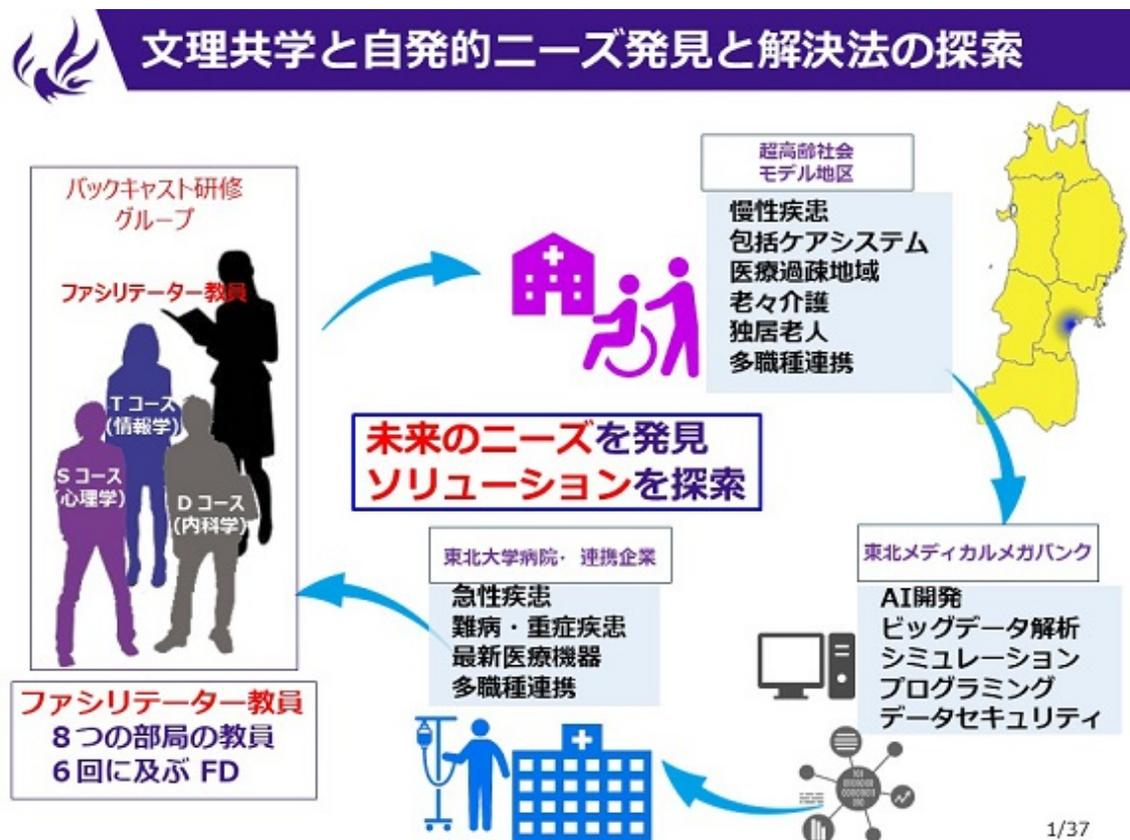 文理共学と自発的ニーズ発見と解決法の探索
バックキャスト研修
グループ
ファシリテーター教員
Tコース
(情報学)
Sコース
(心理学)
Dコース
(内科学)
ファシリテーター教員
8つの部局の教員
6回に及ぶ FD
超高齢社会
モデル地区
慢性疾患
包括ケアシステム
医療過疎地域
老々介護
独居老人
多職種連携
未来のニーズを発見
ソリューションを探索
東北メディカルメガバンク
AI開発
ビッグデータ解析
シミュレーション
プログラミング
データセキュリティ
東北大学病院・連携企業
急性疾患
難病・重症疾患
最新医療機器
多職種連携
1/37